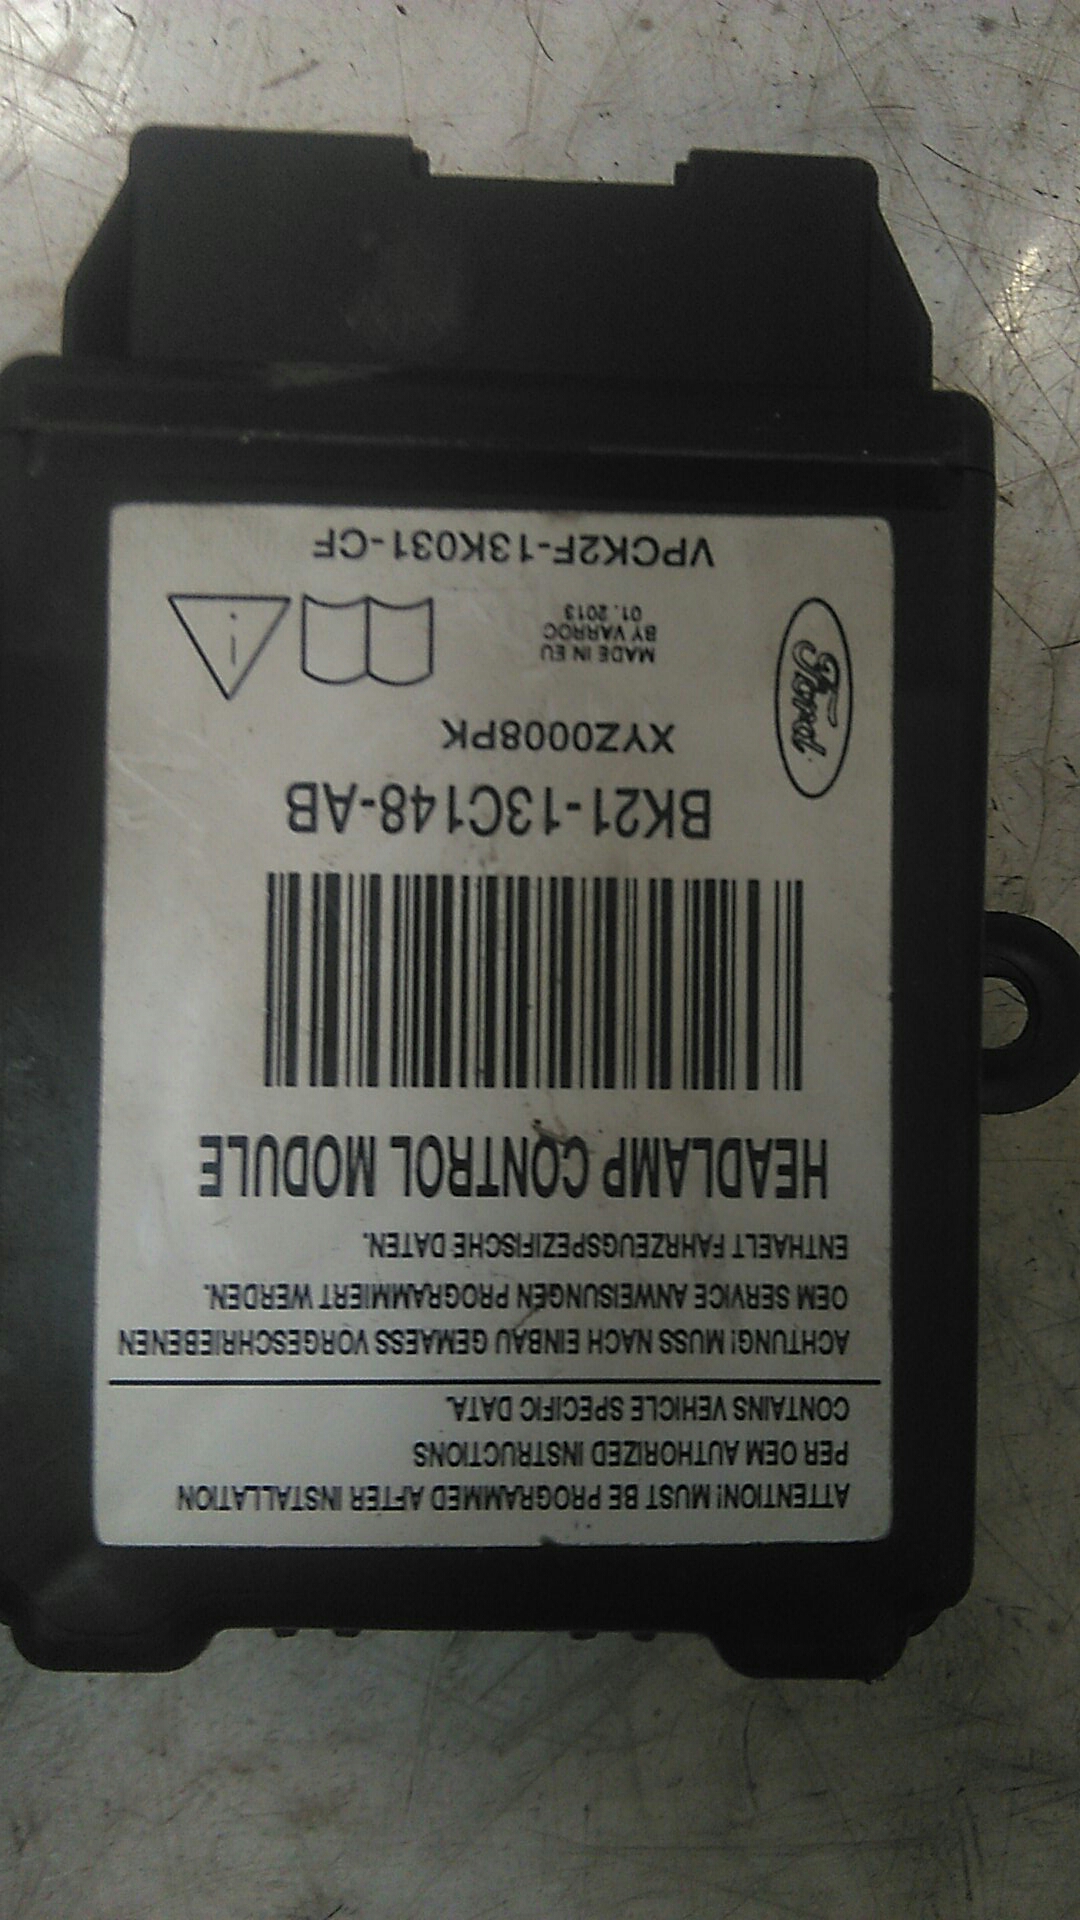 ATTENTION! MUST BE PROGRAMMED AFTER INSTALLATION
PER OEM AUTHORIZED INSTRUCTIONS
CONTAINS VEHICLE SPECIFIC DATA.
ACHTUNG! MUSS NACH EINBAU GEMAESS VORGESCHRIEBENEN
OEM SERVICE ANWEISUNGEN PROGRAMMIERT WERDEN.
ENTHAELT FAHRZEUGSPEZIFISCHE DATEN.
HEADLAMP CONTROL MODULE
BK21-13C148-AB
XYZ0008PK
Ford
MADE IN EU
BY VARROC
01. 2013
i
VPCK2F-13K031-CF